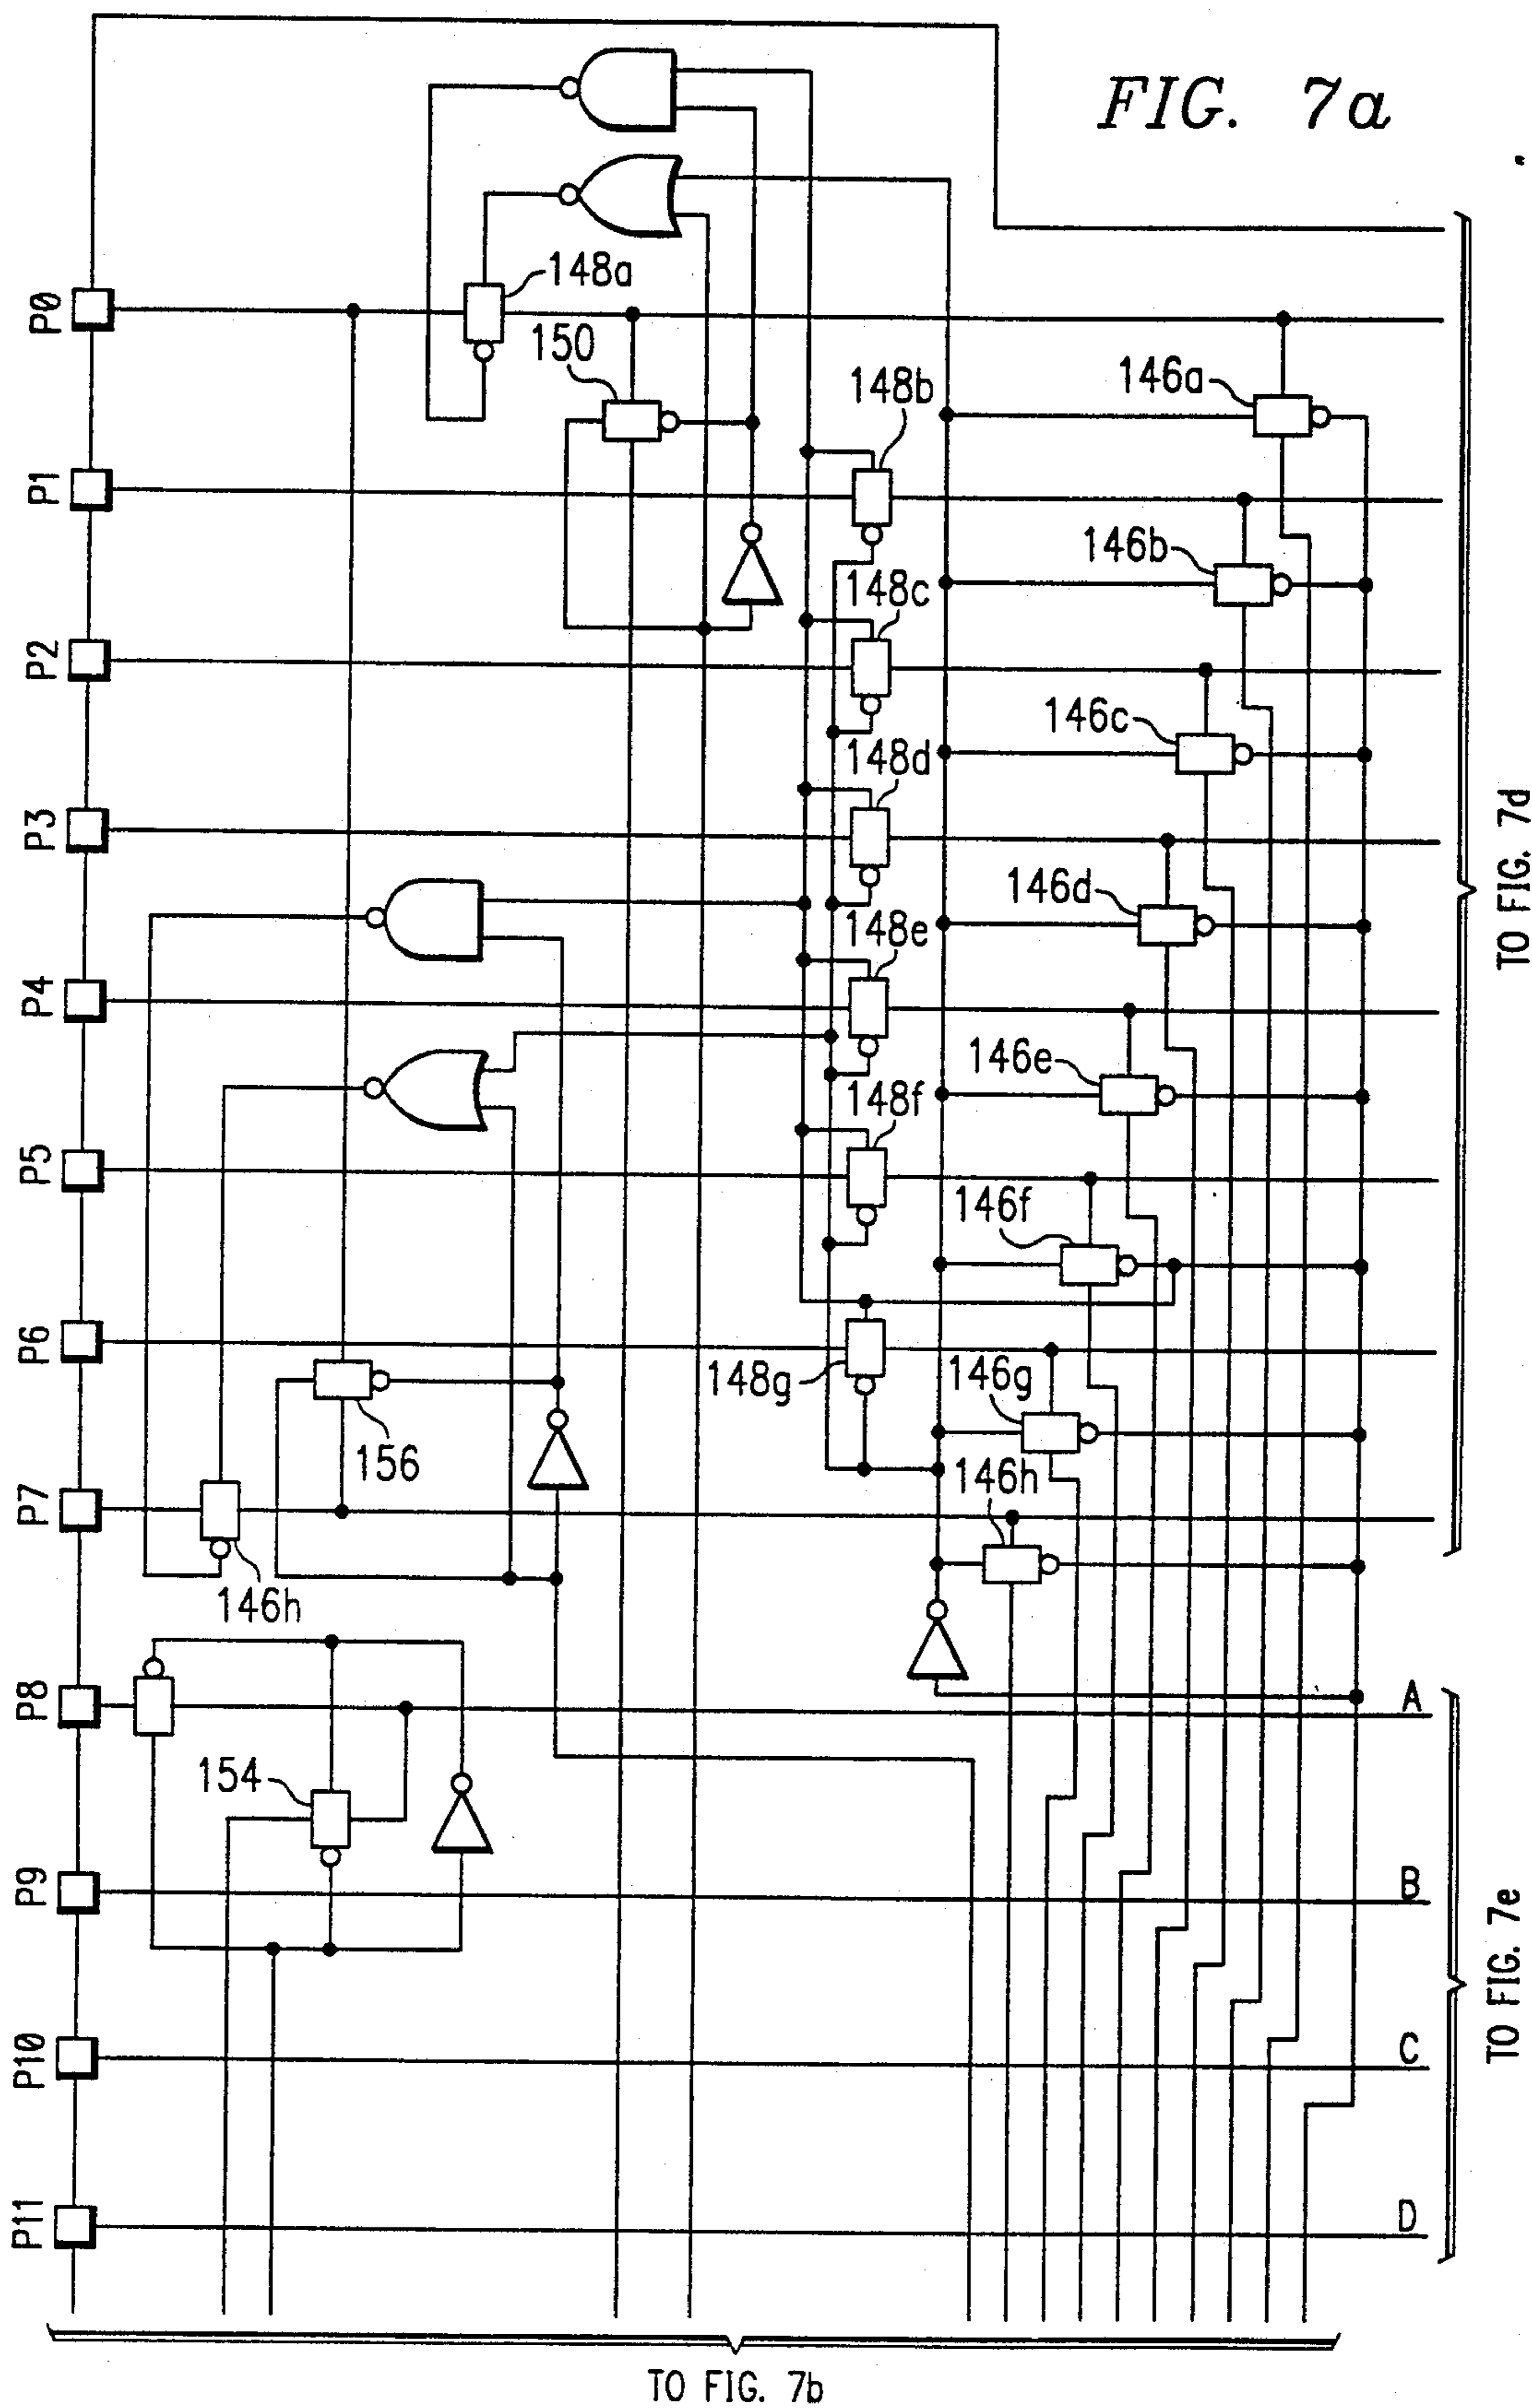 FIG. 7a
148a
P0
150
148b
146a
P1
146b
148c
P2
146c
148d
P3
146d
148e
P4
146e
148f
P5
146f
P6
148g
146g
156
146h
P7
146h
TO FIG. 7d
P8
A
154
P9
B
P10
C
TO FIG. 7e
P11
D
TO FIG. 7b